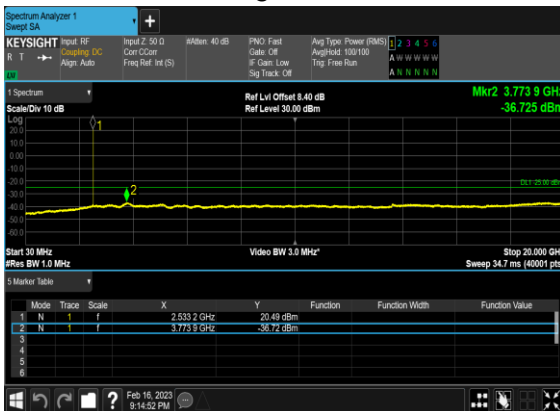 Spectrum Analyzer 1
Swept SA
KEYSIGHT Input: RF Input Z: 50 Ω #Atten: 40 dB PNO: Fast Avg Type: Power (RMS) 1 2 3 4 5 6
R T Coupling: DC Corr CCorr Gate: Off Avg|Hold: 100/100 A W W W W W
Align: Auto Freq Ref: Int (S) IF Gain: Low Trig: Free Run
LV Sig Track: Off A N N N N N
1 Spectrum Ref Lvl Offset 8.40 dB Mkr2 3.773 9 GHz
Scale/Div 10 dB Ref Level 30.00 dBm -36.725 dBm
Log
20.0 1
10.0
0.00
-10.0
-20.0 DL1 -25.00 dBm
-30.0 2
-40.0
-50.0
-60.0
Start 30 MHz Video BW 3.0 MHz* Stop 20.000 GH
#Res BW 1.0 MHz Sweep 34.7 ms (40001 pts
5 Marker Table
Mode Trace Scale X Y Function Function Width Function Value
1 N 1 f 2.533 2 GHz 20.49 dBm
2 N 1 f 3.773 9 GHz -36.72 dBm
3
4
5
6
? Feb 16, 2023
9:14:52 PM